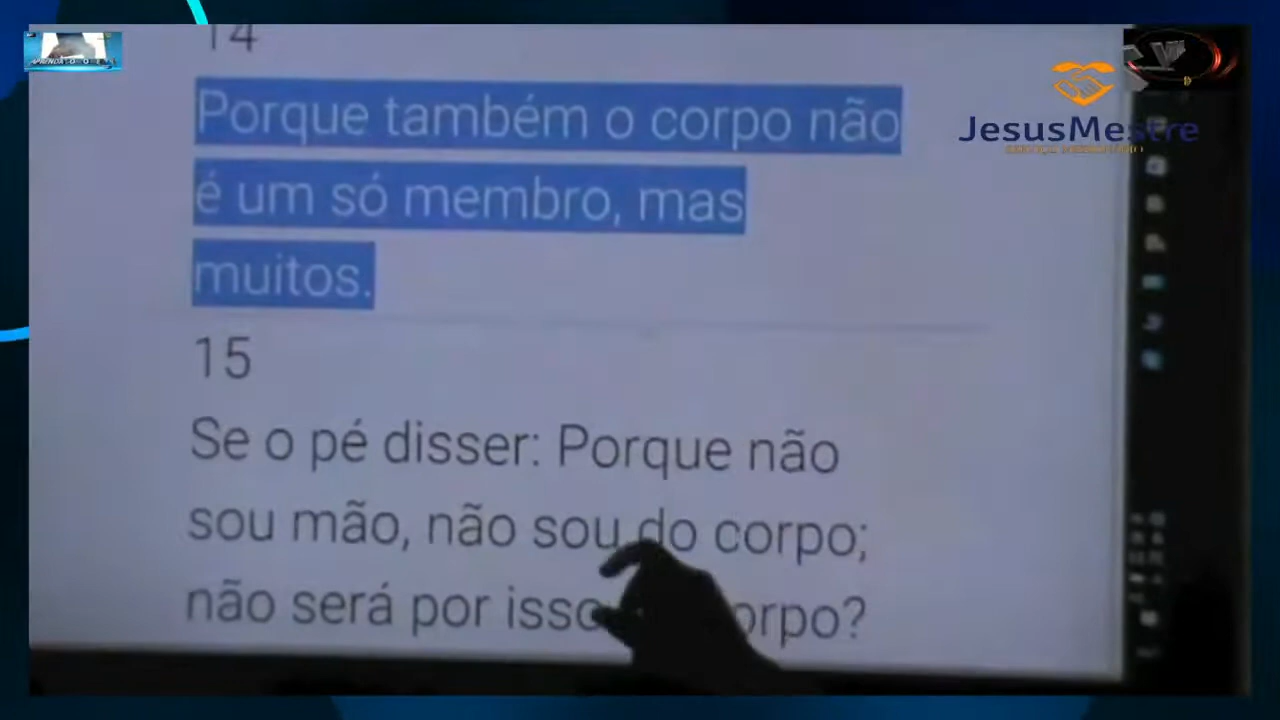 14
Porque também o corpo não
é um só membro, mas
muitos.
15
Se o pé disser: Porque não
sou mão, não sou do corpo;
não será por isso corpo?
JesusMestre